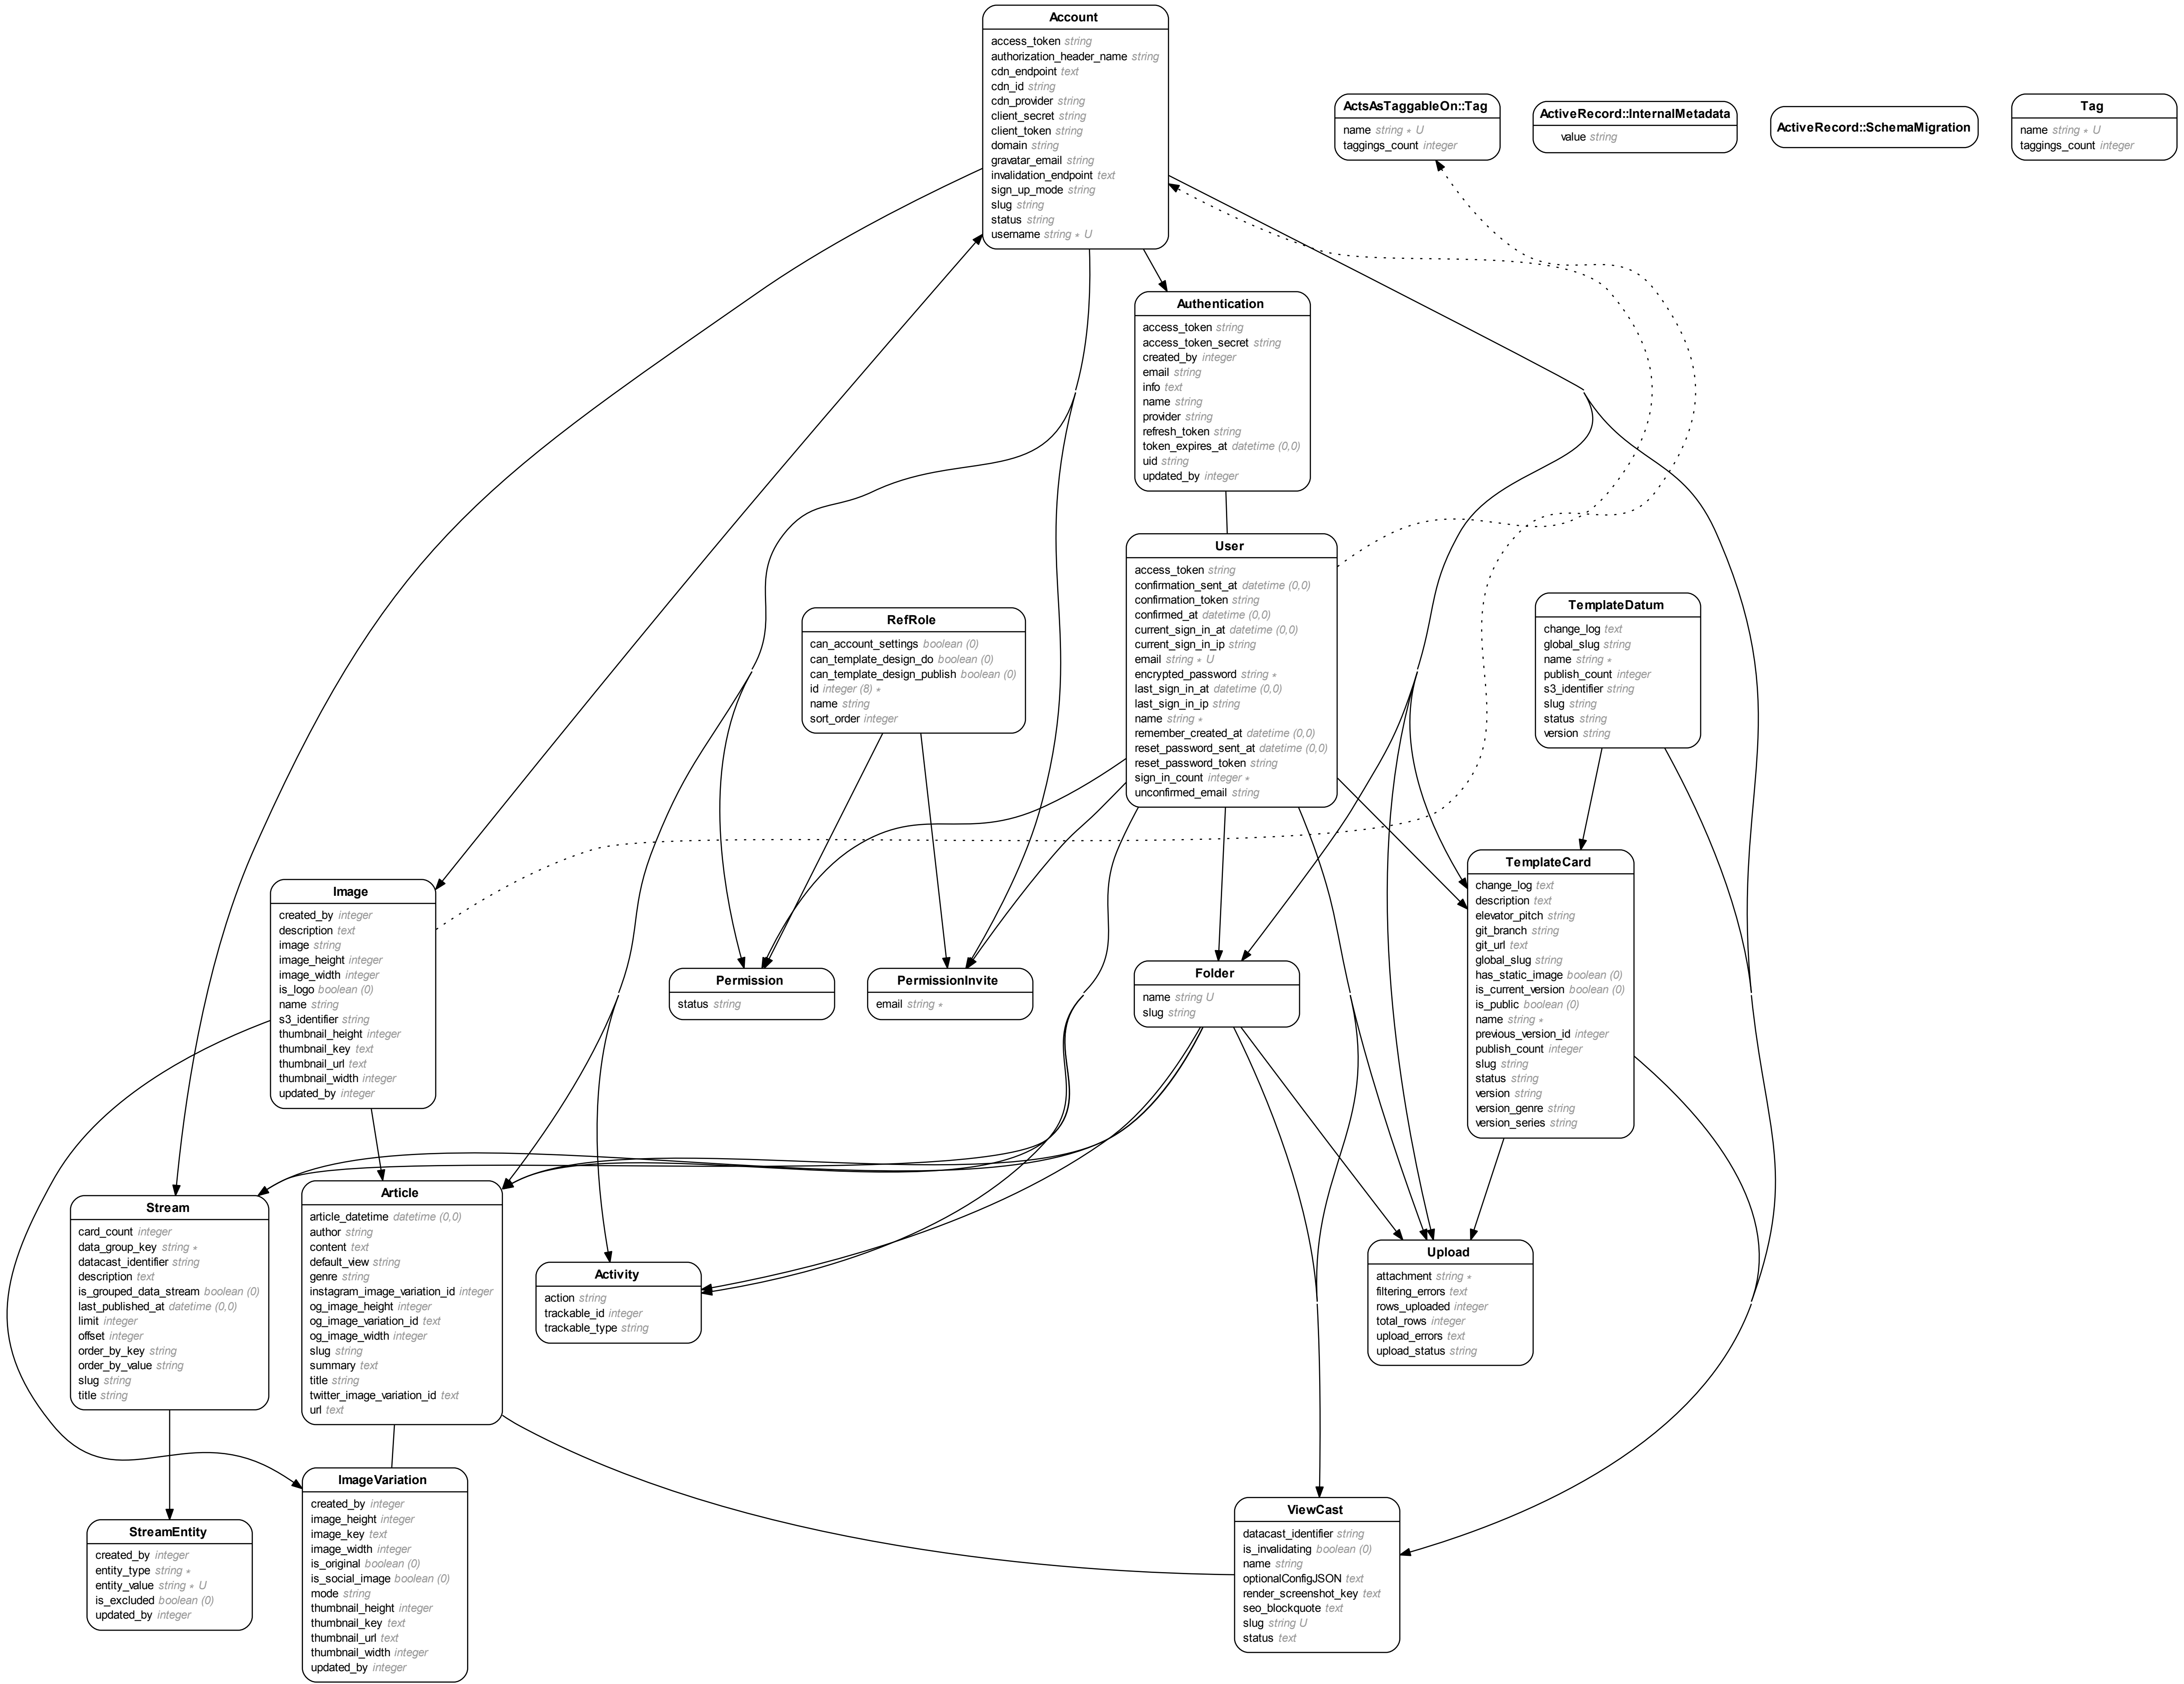 Account
access_token string
authorization_header_name string
cdn_endpoint text
cdn_id string
cdn_provider string
client_secret string
client_token string
domain string
gravatar_email string
invalidation_endpoint text
sign_up_mode string
slug string
status string
username string ∗ U
ActsAsTaggableOn::Tag
name string ∗ U
taggings_count integer
ActiveRecord::InternalMetadata
value string
ActiveRecord::SchemaMigration
Tag
name string ∗ U
taggings_count integer
Authentication
access_token string
access_token_secret string
created_by integer
email string
info text
name string
provider string
refresh_token string
token_expires_at datetime (0,0)
uid string
updated_by integer
User
access_token string
confirmation_sent_at datetime (0,0)
confirmation_token string
confirmed_at datetime (0,0)
current_sign_in_at datetime (0,0)
current_sign_in_ip string
email string ∗ U
encrypted_password string ∗
last_sign_in_at datetime (0,0)
last_sign_in_ip string
name string ∗
remember_created_at datetime (0,0)
reset_password_sent_at datetime (0,0)
reset_password_token string
sign_in_count integer ∗
unconfirmed_email string
RefRole
can_account_settings boolean (0)
can_template_design_do boolean (0)
can_template_design_publish boolean (0)
id integer (8) ∗
name string
sort_order integer
TemplateDatum
change_log text
global_slug string
name string ∗
publish_count integer
s3_identifier string
slug string
status string
version string
TemplateCard
change_log text
description text
elevator_pitch string
git_branch string
git_url text
global_slug string
has_static_image boolean (0)
is_current_version boolean (0)
is_public boolean (0)
name string ∗
previous_version_id integer
publish_count integer
slug string
status string
version string
version_genre string
version_series string
Image
created_by integer
description text
image string
image_height integer
image_width integer
is_logo boolean (0)
name string
s3_identifier string
thumbnail_height integer
thumbnail_key text
thumbnail_url text
thumbnail_width integer
updated_by integer
Permission
status string
PermissionInvite
email string ∗
Folder
name string U
slug string
Stream
card_count integer
data_group_key string ∗
datacast_identifier string
description text
is_grouped_data_stream boolean (0)
last_published_at datetime (0,0)
limit integer
offset integer
order_by_key string
order_by_value string
slug string
title string
Article
article_datetime datetime (0,0)
author string
content text
default_view string
genre string
instagram_image_variation_id integer
og_image_height integer
og_image_variation_id text
og_image_width integer
slug string
summary text
title string
twitter_image_variation_id text
url text
Activity
action string
trackable_id integer
trackable_type string
Upload
attachment string ∗
filtering_errors text
rows_uploaded integer
total_rows integer
upload_errors text
upload_status string
StreamEntity
created_by integer
entity_type string ∗
entity_value string ∗ U
is_excluded boolean (0)
updated_by integer
ImageVariation
created_by integer
image_height integer
image_key text
image_width integer
is_original boolean (0)
is_social_image boolean (0)
mode string
thumbnail_height integer
thumbnail_key text
thumbnail_url text
thumbnail_width integer
updated_by integer
ViewCast
datacast_identifier string
is_invalidating boolean (0)
name string
optionalConfigJSON text
render_screenshot_key text
seo_blockquote text
slug string U
status text